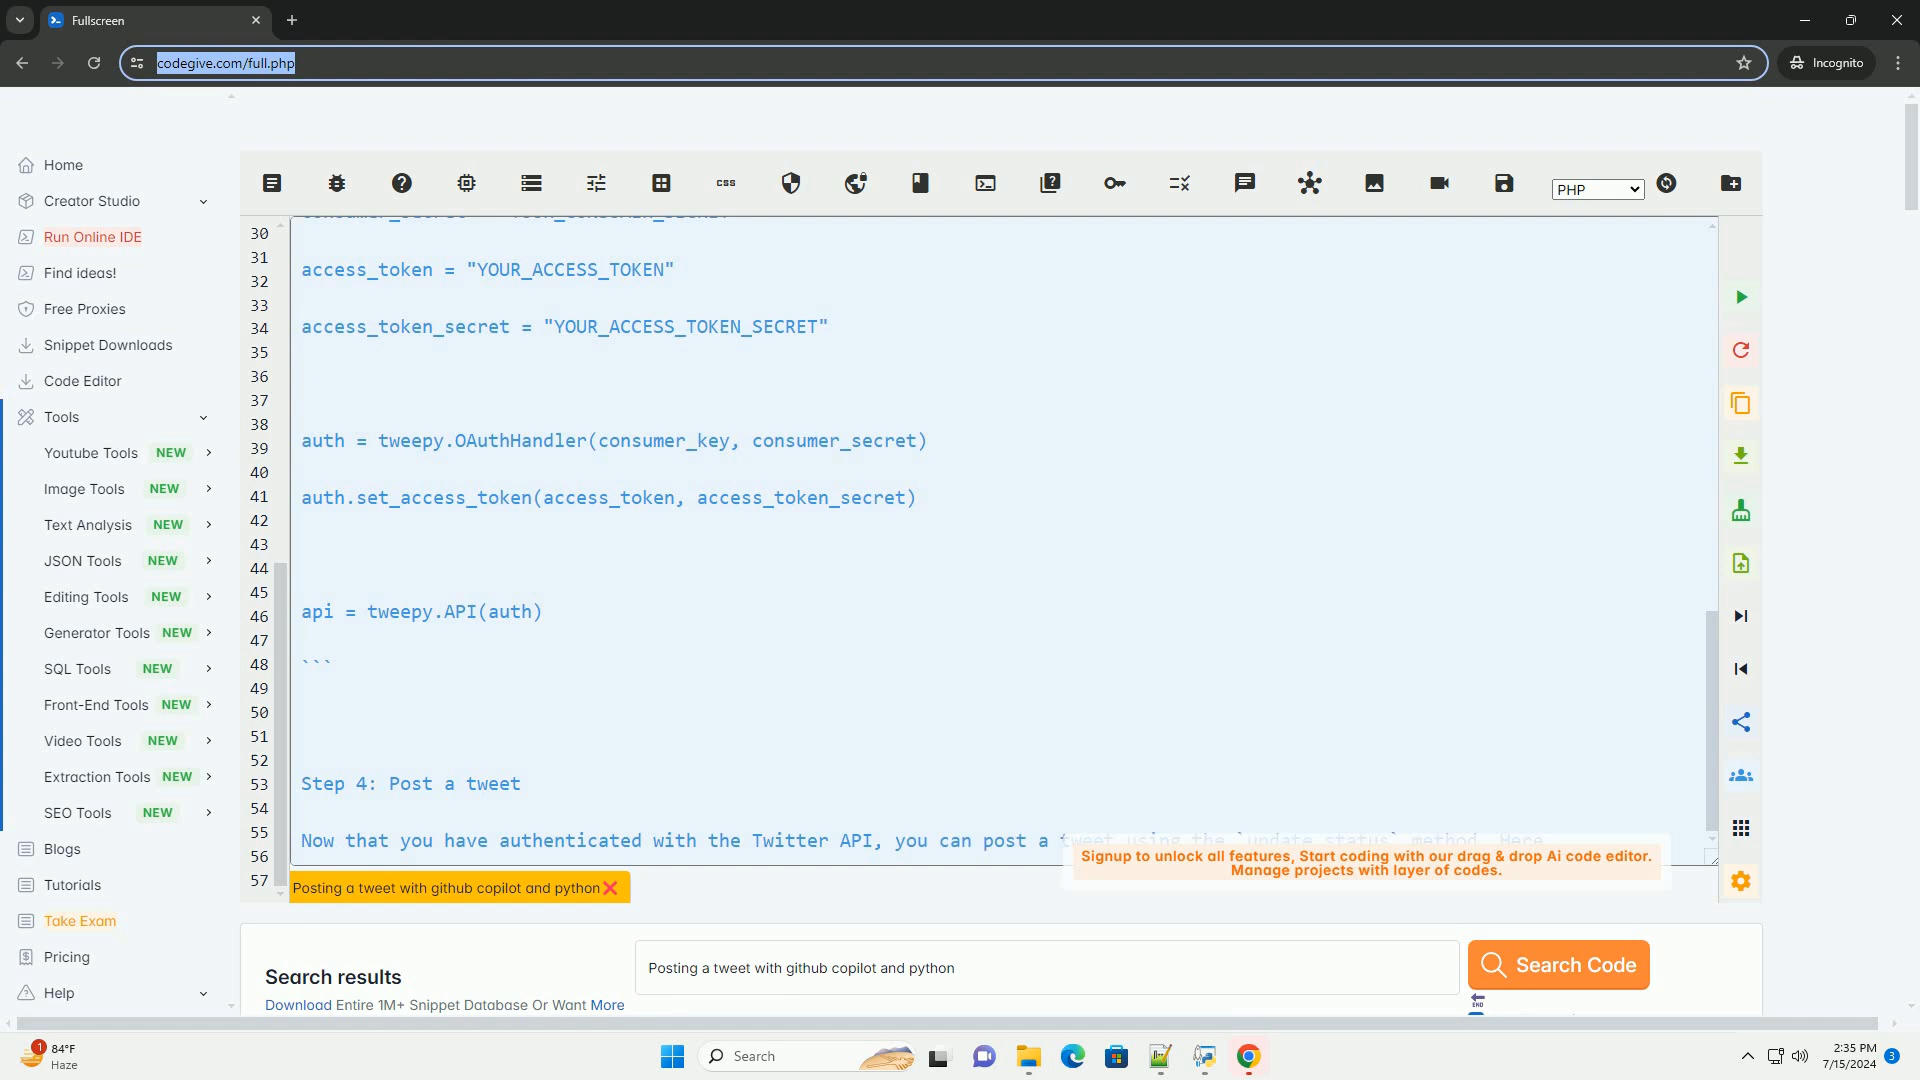 Fullscreen
codegive.com/full.php
Incognito
Home
Creator Studio
Run Online IDE
Find ideas!
Free Proxies
Snippet Downloads
Code Editor
Tools
Youtube Tools NEW
Image Tools NEW
Text Analysis NEW
JSON Tools NEW
Editing Tools NEW
Generator Tools NEW
SQL Tools NEW
Front-End Tools NEW
Video Tools NEW
Extraction Tools NEW
SEO Tools NEW
Blogs
Tutorials
Take Exam
Pricing
Help
css
PHP
30
31
32
33
34
35
36
37
38
39
40
41
42
43
44
45
46
47
48
49
50
51
52
53
54
55
56
57
access_token = "YOUR_ACCESS_TOKEN"
access_token_secret = "YOUR_ACCESS_TOKEN_SECRET"
auth = tweepy.OAuthHandler(consumer_key, consumer_secret)
auth.set_access_token(access_token, access_token_secret)
api = tweepy.API(auth)
```
Step 4: Post a tweet
Now that you have authenticated with the Twitter API, you can post a tweet using the `update_status` method. Here
Signup to unlock all features, Start coding with our drag & drop Ai code editor.
Manage projects with layer of codes.
Posting a tweet with github copilot and python
Search results
Download Entire 1M+ Snippet Database Or Want More
Posting a tweet with github copilot and python
Search Code
END
1
84°F
Haze
Search
2:35 PM
7/15/2024
3